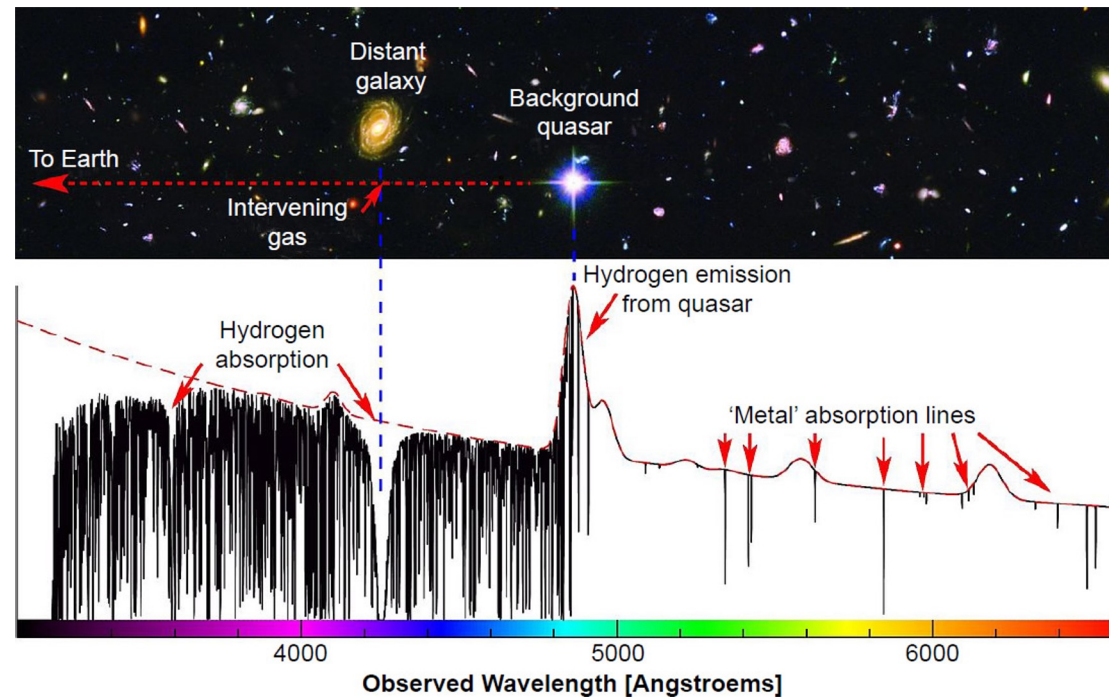 Distant
galaxy
Background
quasar
To Earth
Intervening
gas
Hydrogen emission
from quasar
Hydrogen
absorption
‘Metal’ absorption lines
4000
5000
6000
Observed Wavelength [Angstroems]